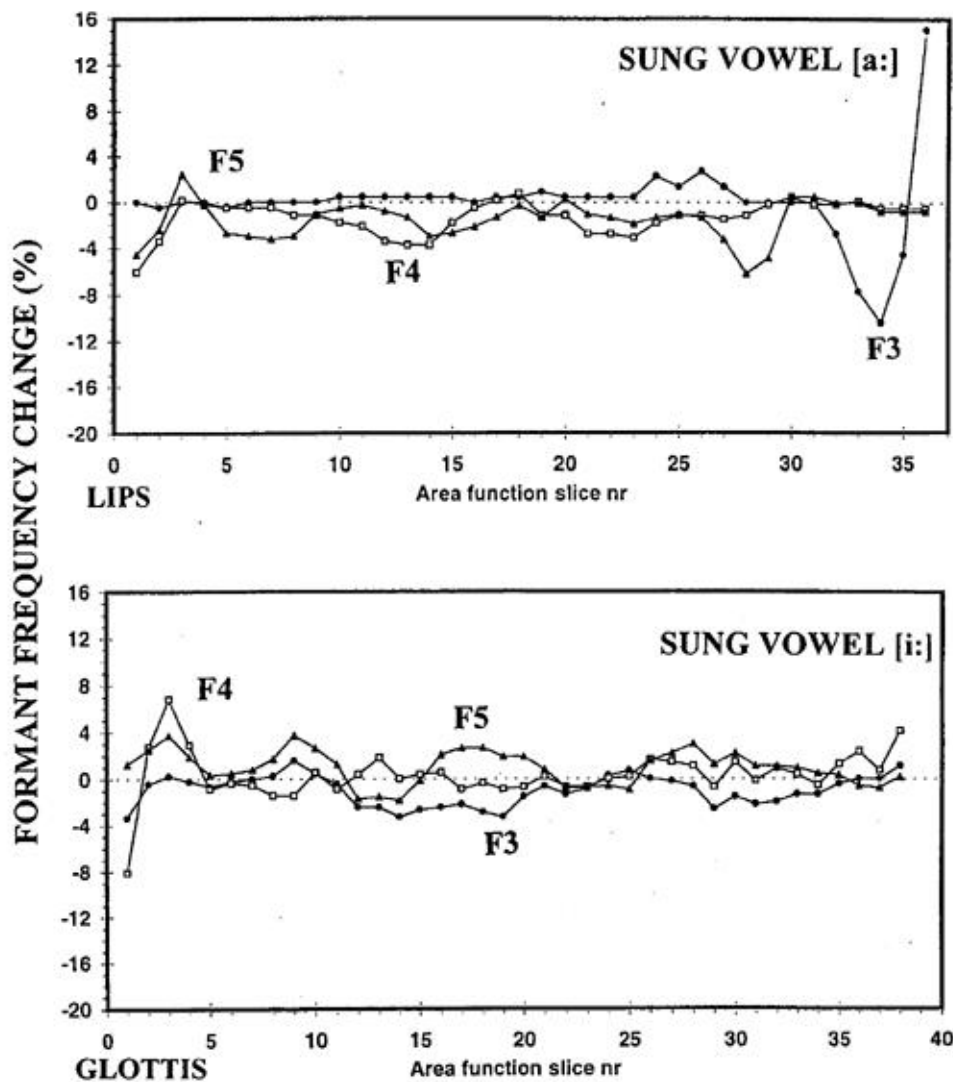 FORMANT FREQUENCY CHANGE (%)
16
12
8
4
0
-4
-8
-12
-16
-20
SUNG VOWEL [a:]
F5
F4
F3
0 5 10 15 20 25 30 35
LIPS
Area function slice nr
16
12
8
4
0
-4
-8
-12
-16
-20
SUNG VOWEL [i:]
F4
F5
F3
0 5 10 15 20 25 30 35 40
GLOTTIS
Area function slice nr